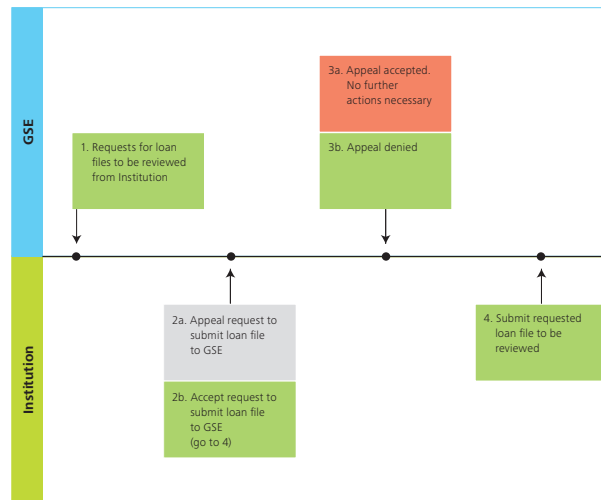 GSE
3a. Appeal accepted.
No further
actions necessary
1. Requests for loan
files to be reviewed
from Institution
3b. Appeal denied
Institution
2a. Appeal request to
submit loan file
to GSE
4. Submit requested
loan file to be
reviewed
2b. Accept request to
submit loan file
to GSE
(go to 4)